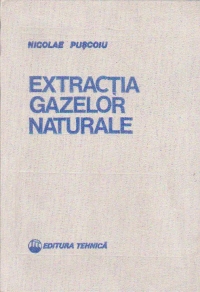 NICOLAE PUȘCOIU
EXTRACȚIA
GAZELOR
NATURALE
EDITURA TEHNICĂ